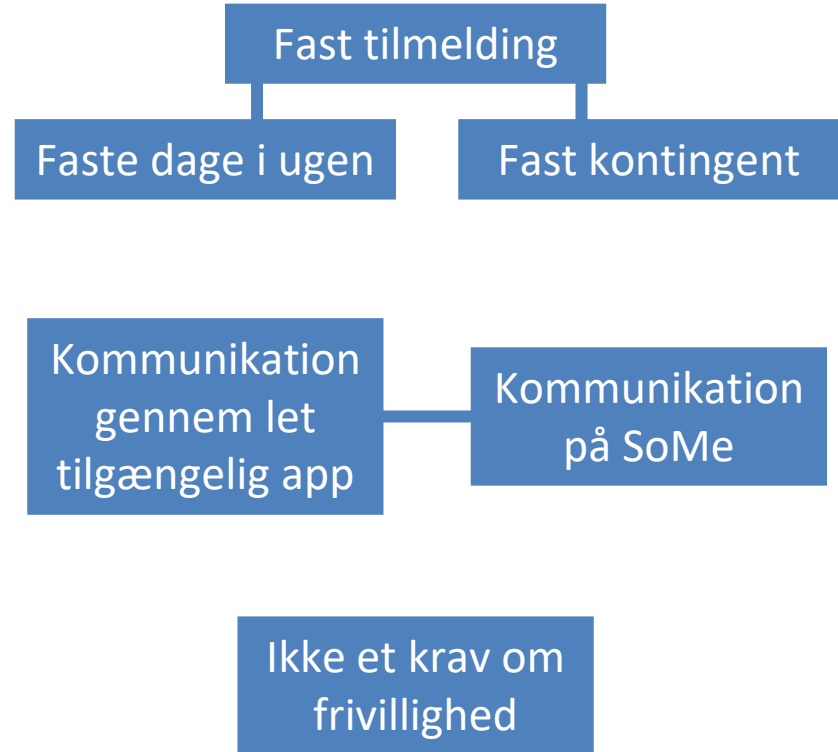 Fast tilmelding
Faste dage i ugen
Fast kontingent
Kommunikation
gennem let
tilgængelig app
Kommunikation
på SoMe
Ikke et krav om
frivillighed